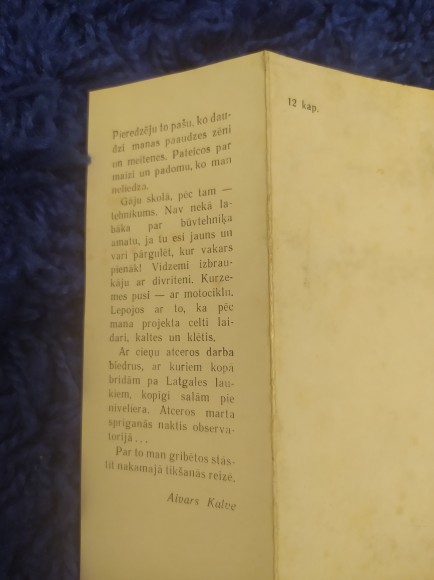 Pieredzēju to pašu, ko dau-
dzi manas paaudzes zēni
un meitenes. Pateicos par
maizi un padomu, ko man
neliedza.
Gāju skolā, pēc tam —
tehnikums. Nav nekā la-
bāka par būvtehniķa
amatu, ja tu esi jauns un
vari pārgulēt, kur vakars
pienāk! Vidzemi izbrau-
kāju ar divriteni. Kurze-
mes pusi — ar motociklu.
Lepojos ar to, ka pēc
mana projekta celti lai-
dari, kaltes un klētis.
Ar cieņu atceros darba
biedrus, ar kuriem kopā
bridām pa Latgales lau-
kiem, kopīgi salām pie
nivelierа. Atceros marta
spriganās naktis observa-
torijā...
Par to man gribētos stās-
tīt nākamajā tikšanās reizē.
Aivars Kalve
12 kap.